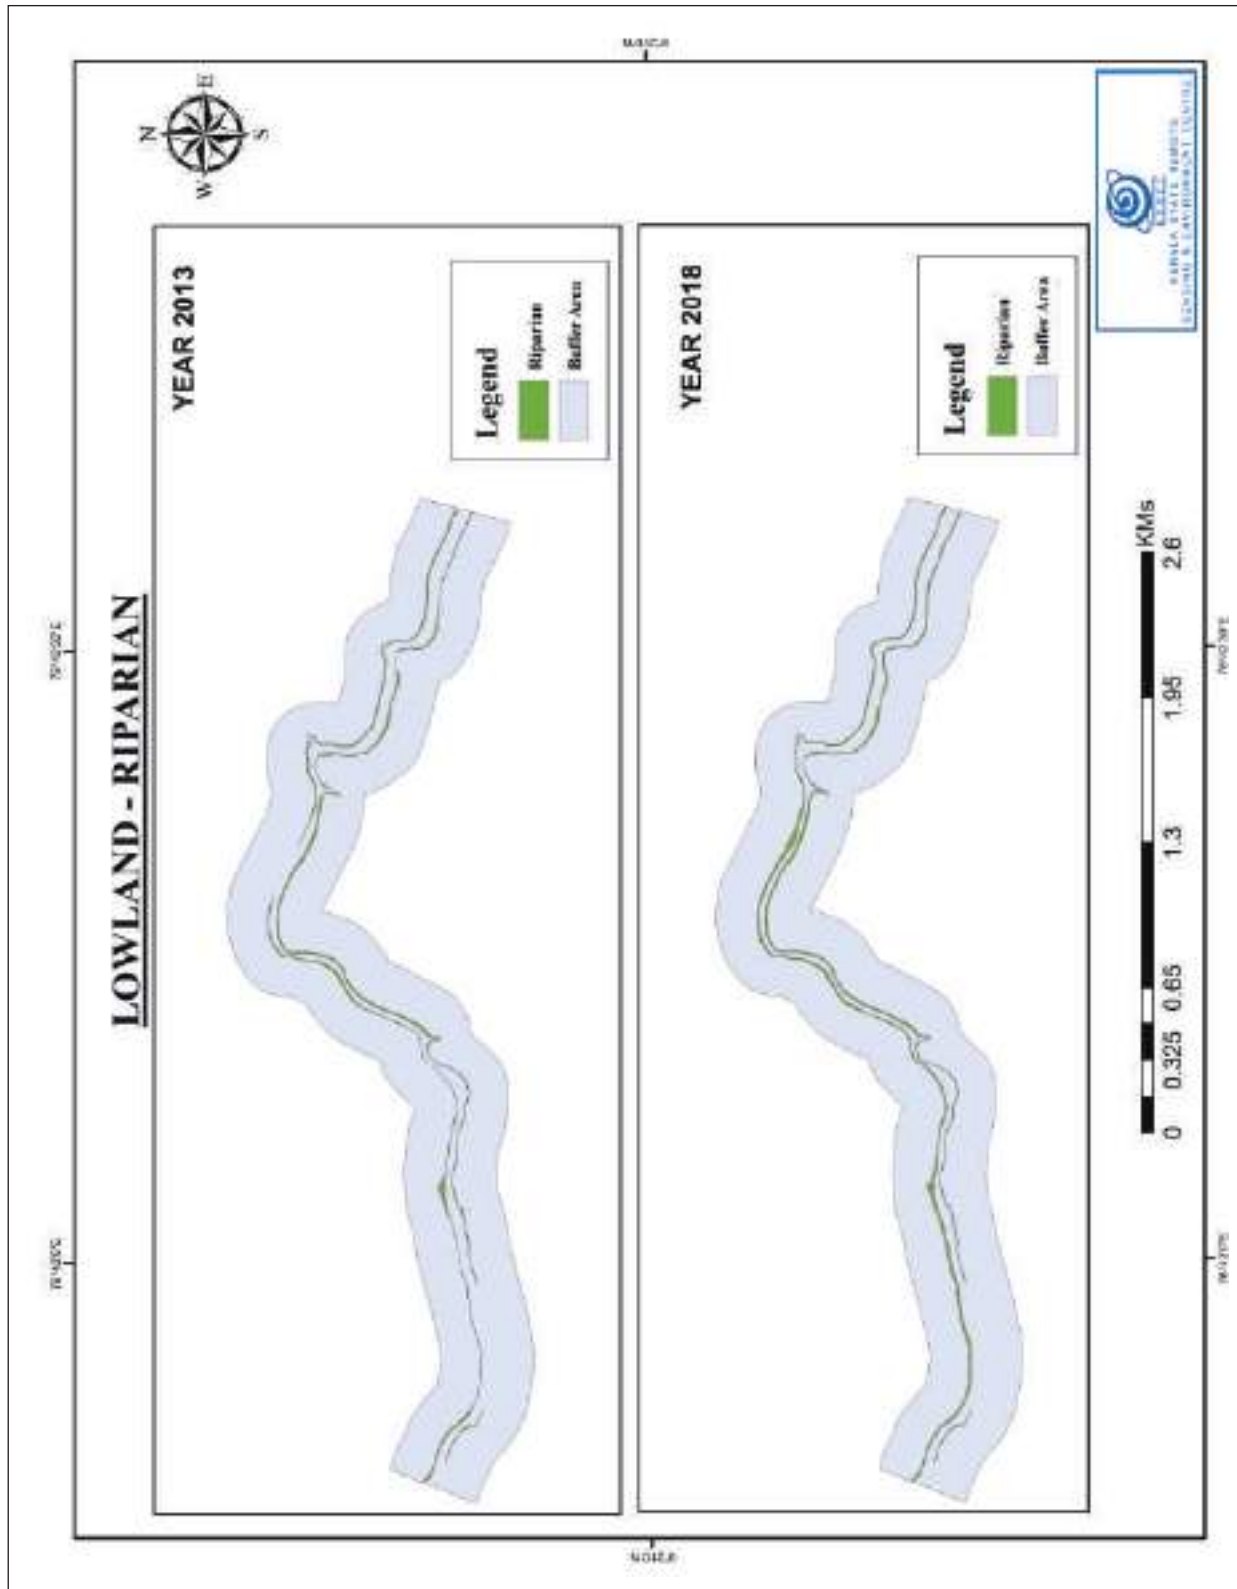 LOWLAND - RIPARIAN
N
W
E
S
YEAR 2013
Legend
Riparian
Buffer Area
YEAR 2018
Legend
Riparian
Buffer Area
KMs
0 0.325 0.65 1.3 1.95 2.6
KERALA STATE REMOTE
SENSING & ENVIRONMENT CENTRE